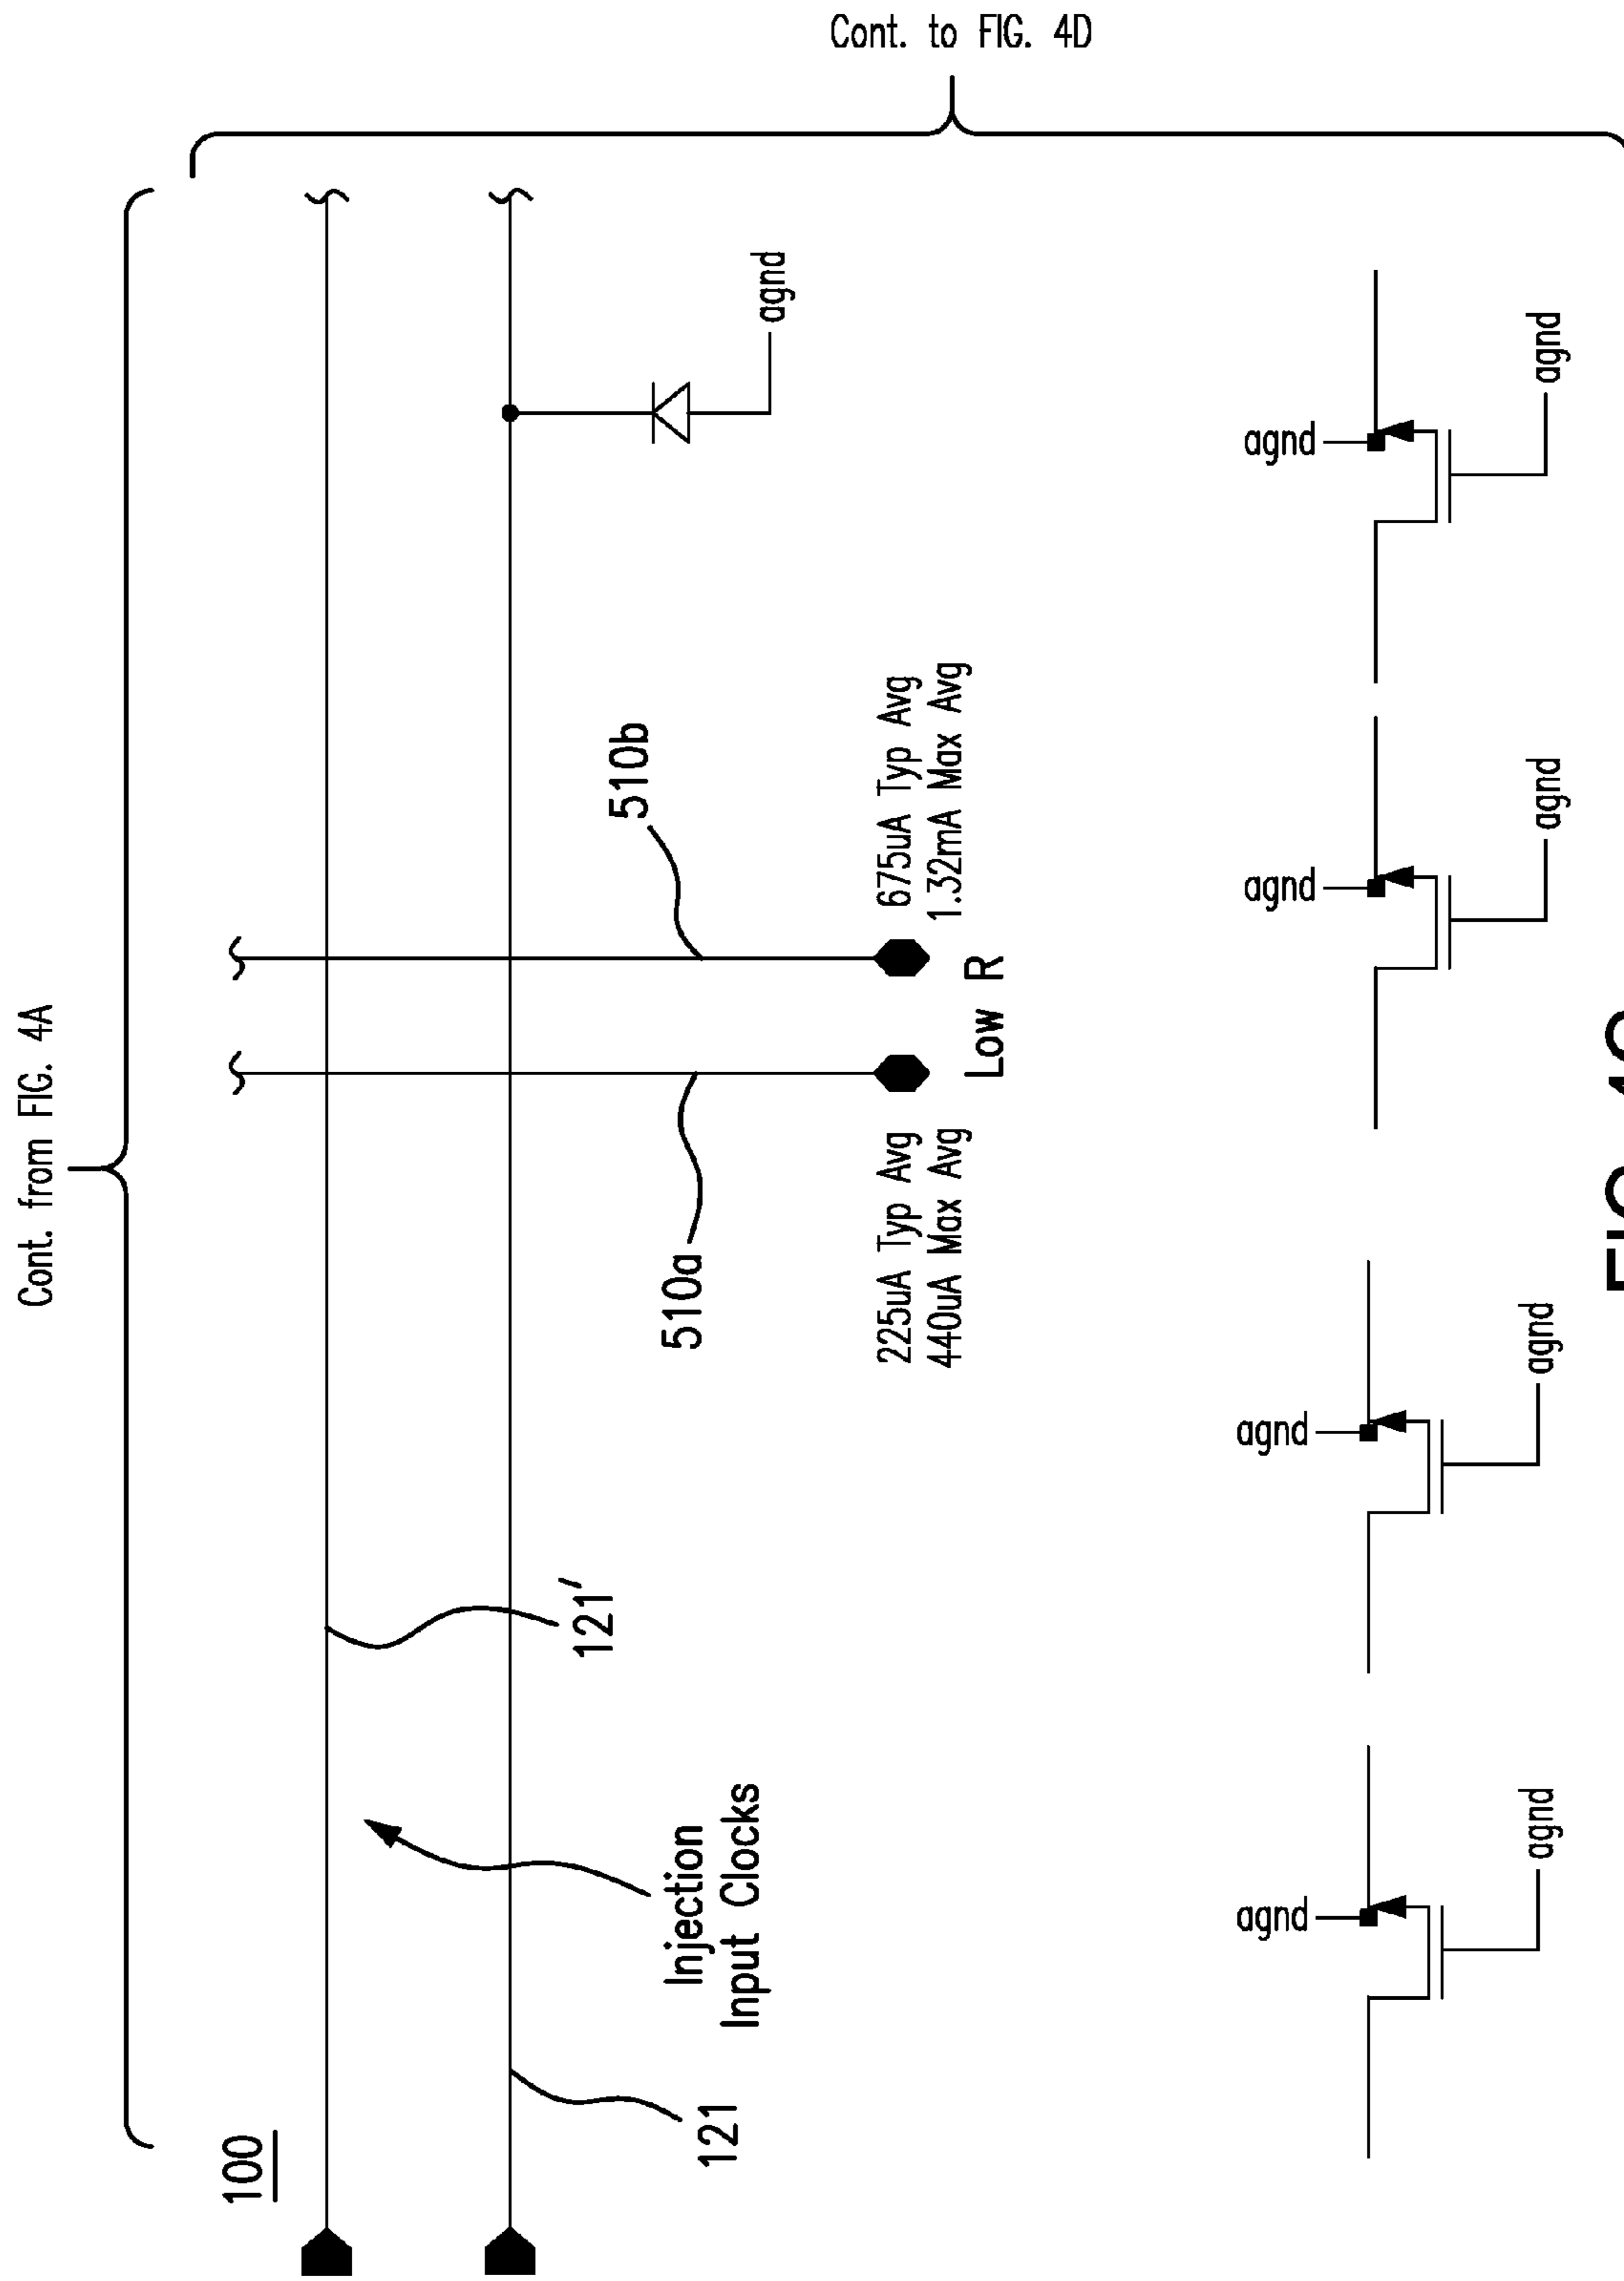 Cont. from FIG. 4A
100
121'
Injection
Input Clocks
121
510a
510b
agnd
Cont. to FIG. 4D
225uA Typ Avg
440uA Max Avg
675uA Typ Avg
1.32mA Max Avg
Low R
agnd
agnd
agnd
agnd
agnd
agnd
agnd
agnd